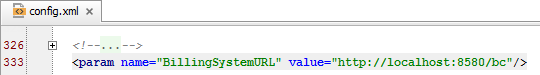 config.xml
326 <!--...-->
333 <param name="BillingSystemURL" value="http://localhost:8580/bc"/>